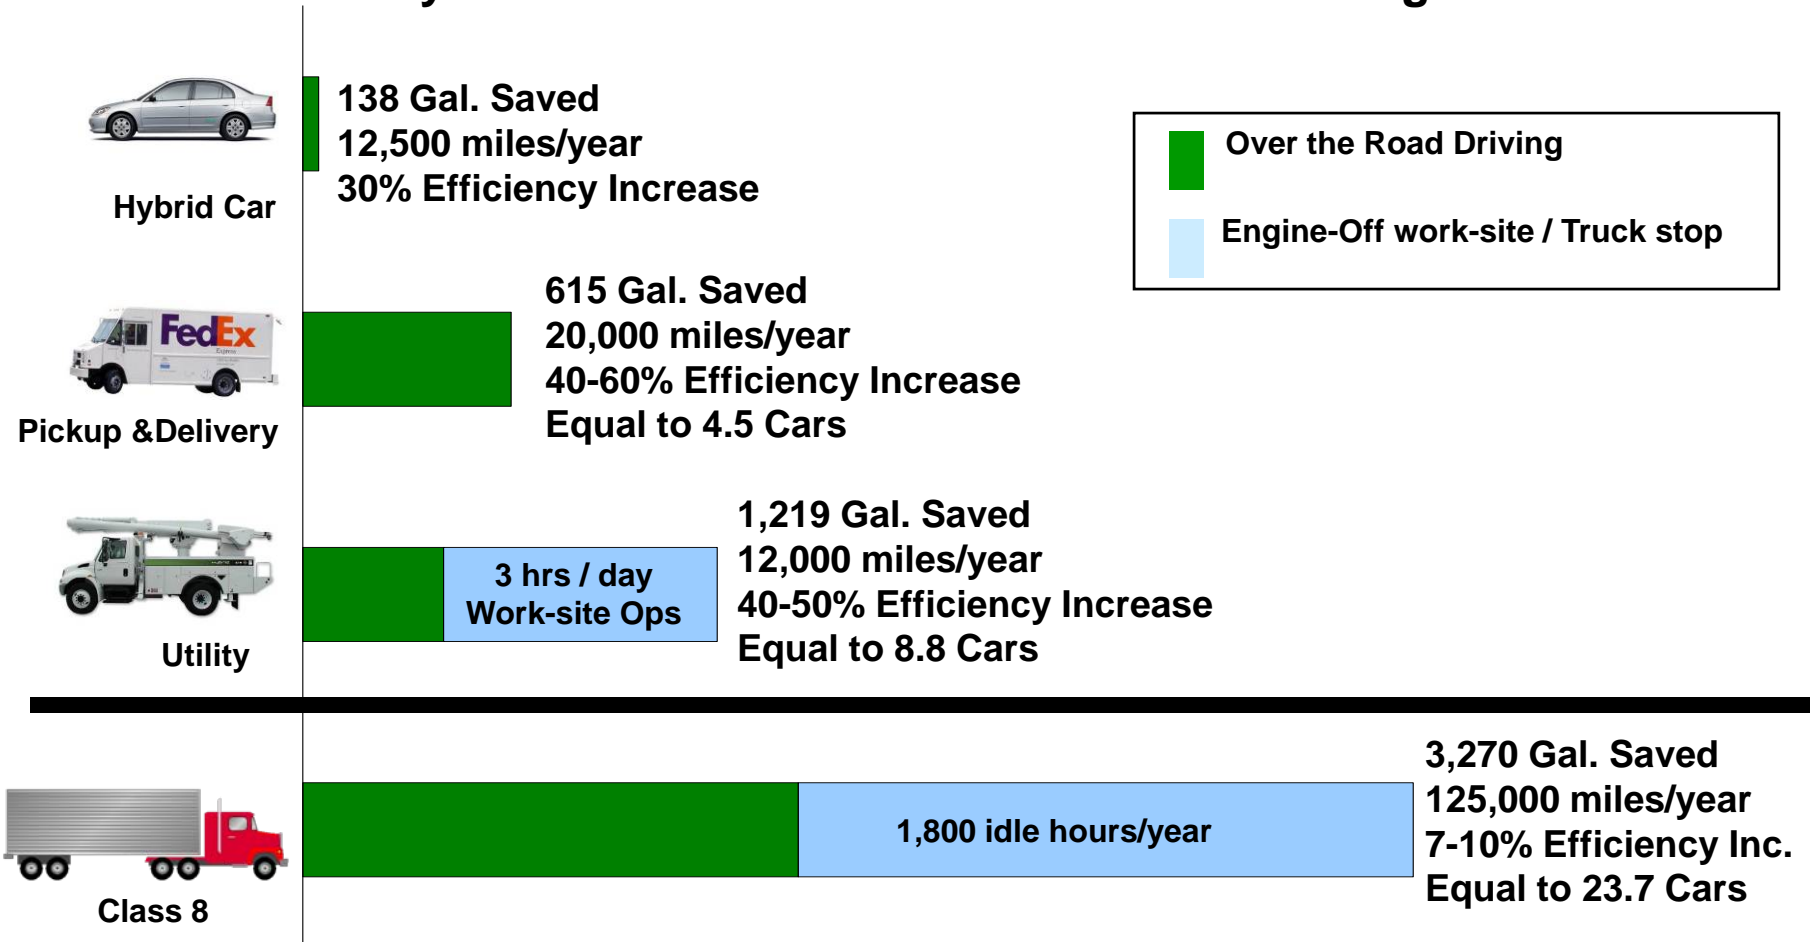 138 Gal. Saved
12,500 miles/year
30% Efficiency Increase
Hybrid Car
Over the Road Driving
Engine-Off work-site / Truck stop
615 Gal. Saved
20,000 miles/year
40-60% Efficiency Increase
Equal to 4.5 Cars
FedEx
Express
Pickup &Delivery
1,219 Gal. Saved
12,000 miles/year
40-50% Efficiency Increase
Equal to 8.8 Cars
3 hrs / day
Work-site Ops
Utility
3,270 Gal. Saved
125,000 miles/year
7-10% Efficiency Inc.
Equal to 23.7 Cars
1,800 idle hours/year
Class 8